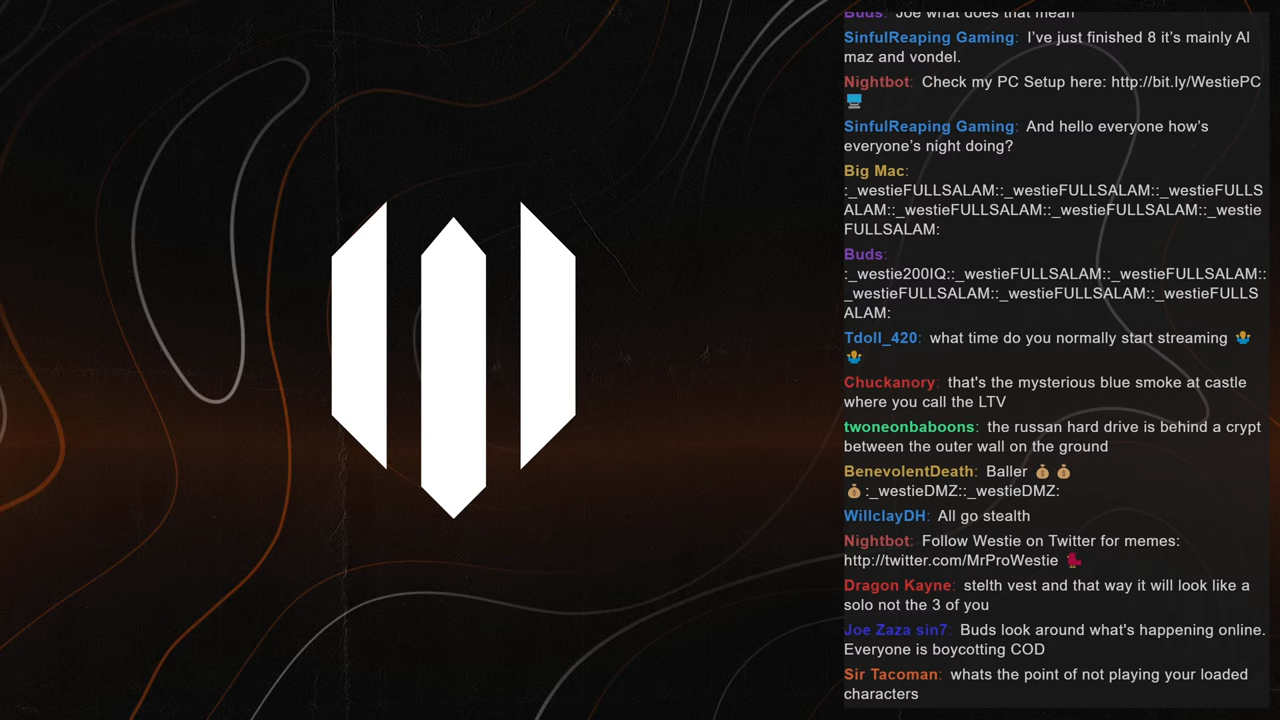 Buds: Joe what does that mean
SinfulReaping Gaming: I've just finished 8 it's mainly Al
maz and vondel.
Nightbot: Check my PC Setup here: http://bit.ly/WestiePC
SinfulReaping Gaming: And hello everyone how's
everyone's night doing?
Big Mac:
:_westieFULLSALAM::_westieFULLSALAM::_westieFULLS
ALAM::_westieFULLSALAM::_westieFULLSALAM::_westie
FULLSALAM:
Buds:
:_westie200IQ::_westieFULLSALAM::_westieFULLSALAM::
_westieFULLSALAM::_westieFULLSALAM::_westieFULLS
ALAM:
Tdoll_420: what time do you normally start streaming
Chuckanory: that's the mysterious blue smoke at castle
where you call the LTV
twoneonbaboons: the russan hard drive is behind a crypt
between the outer wall on the ground
BenevolentDeath: Baller
:_westieDMZ::_westieDMZ:
WillclayDH: All go stealth
Nightbot: Follow Westie on Twitter for memes:
http://twitter.com/MrProWestie
Dragon Kayne: stelth vest and that way it will look like a
solo not the 3 of you
Joe Zaza sin7: Buds look around what's happening online.
Everyone is boycotting COD
Sir Tacoman: whats the point of not playing your loaded
characters